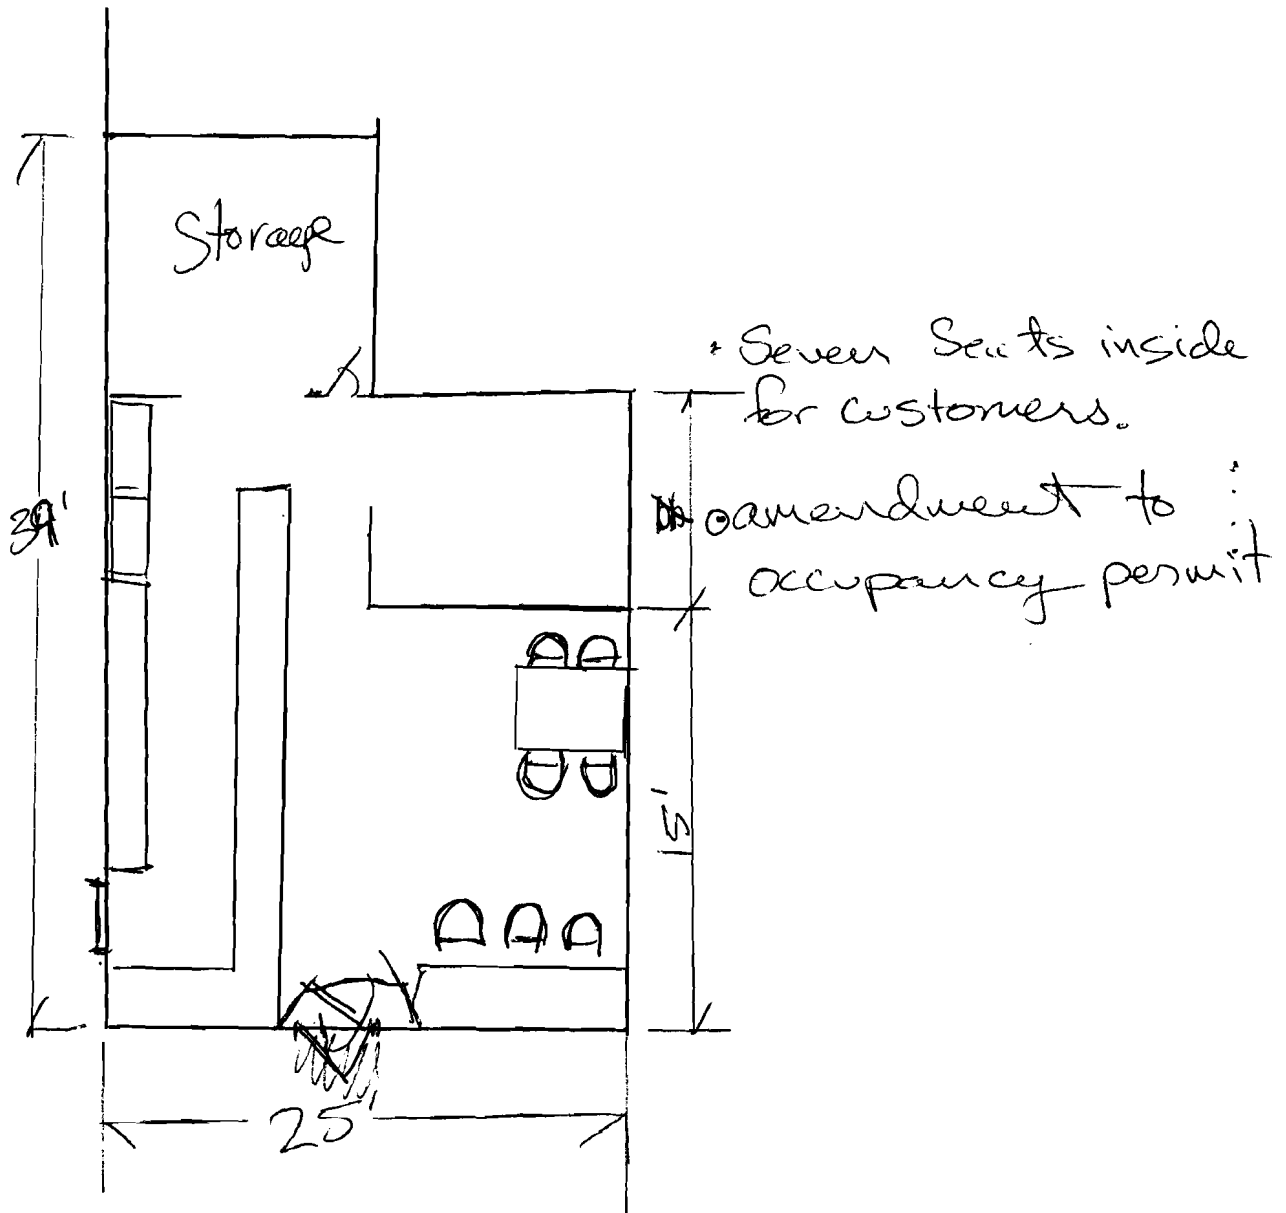 Storage
• Seven Seats inside
for customers.
39'
• amendment to
occupancy permit
15'
25'